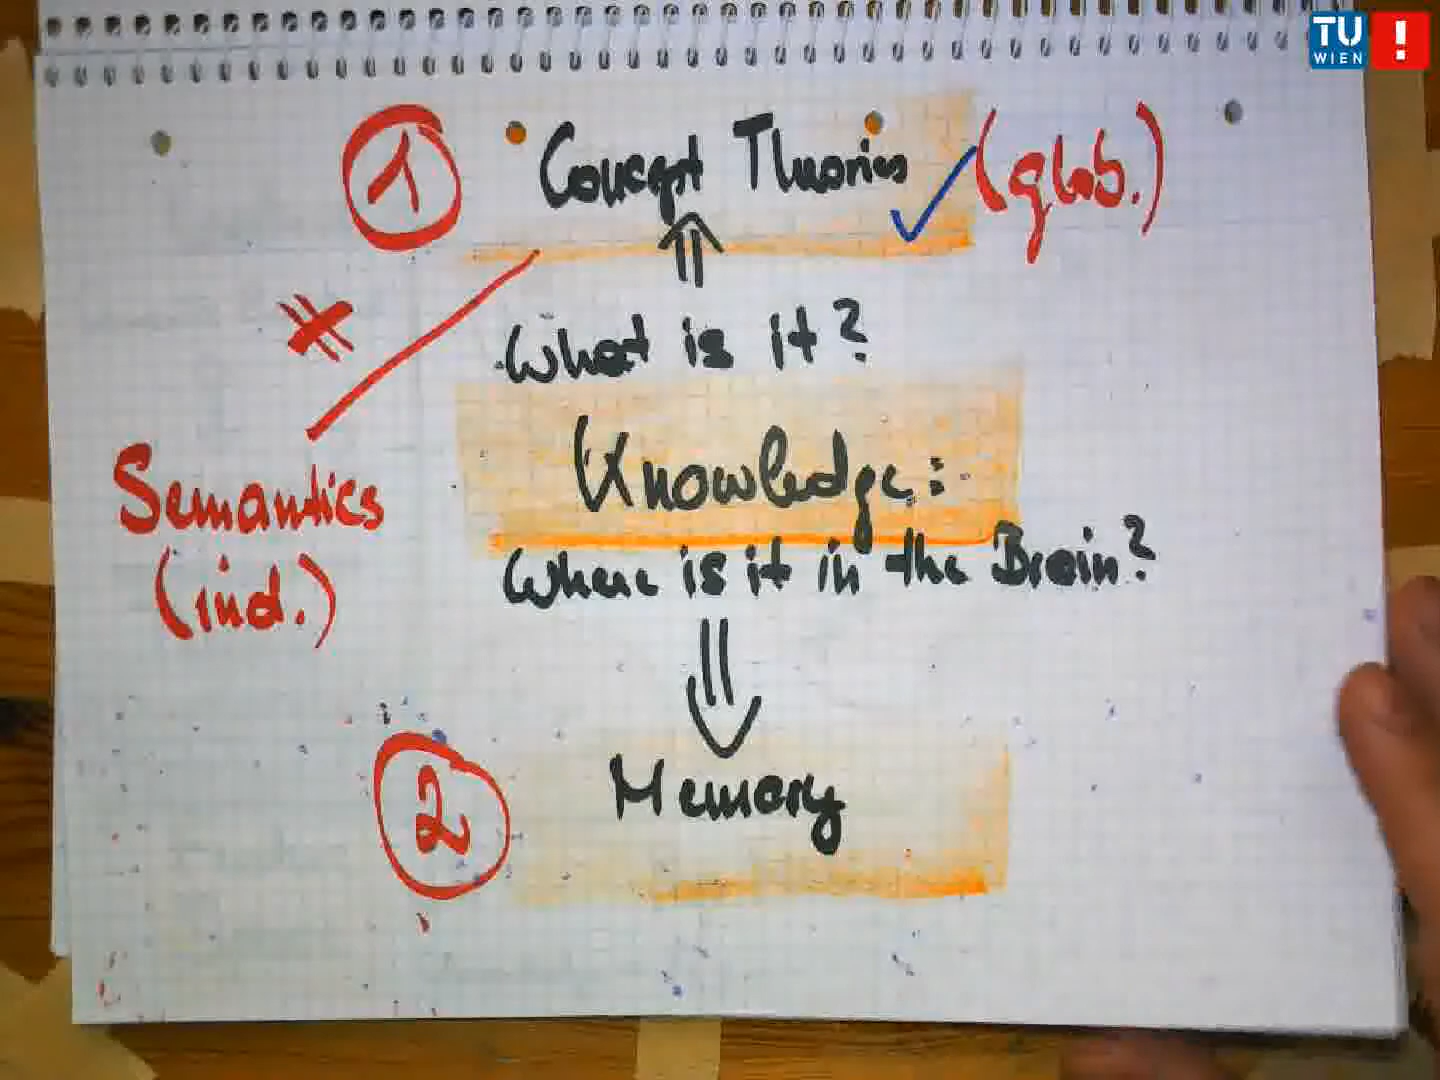 TU
WIEN
!
1 Concept Theories ✓ (glob.)
⇑
What is it?
Knowledge:
Semantics
(ind.)
Where is it in the Brain?
⇓
2 Memory